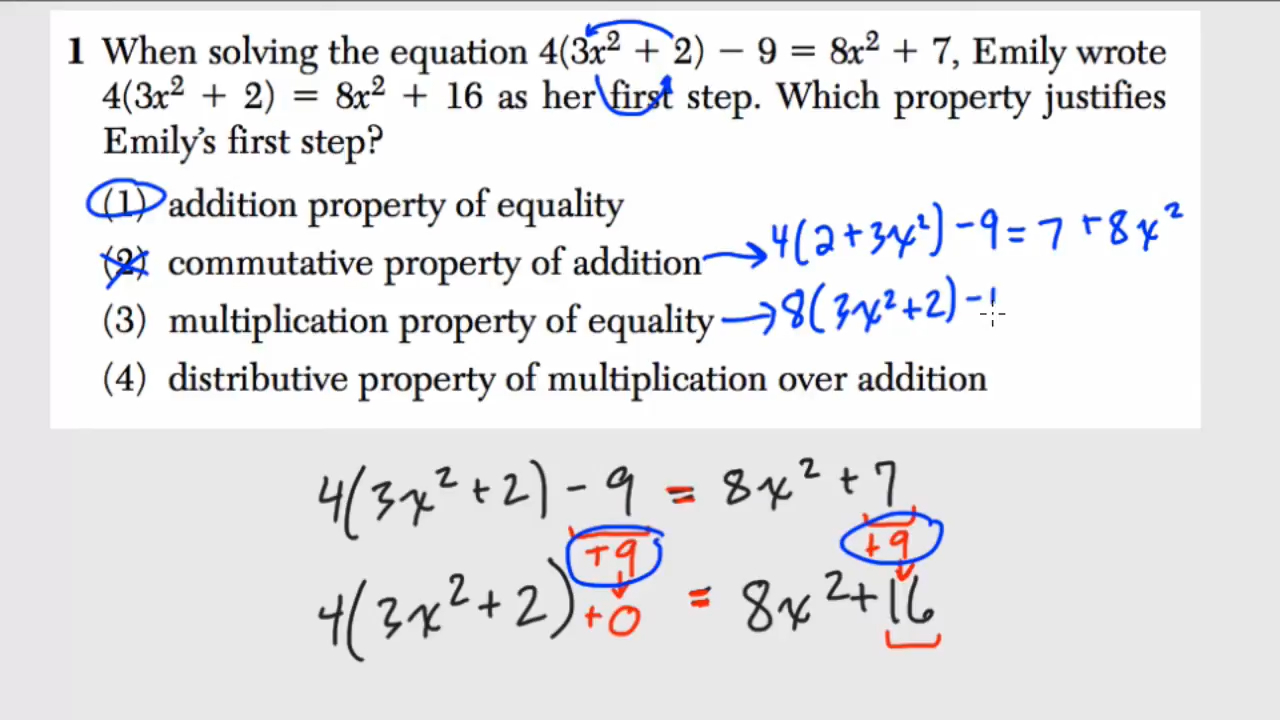 1 When solving the equation 4(3x² + 2) − 9 = 8x² + 7, Emily wrote
4(3x² + 2) = 8x² + 16 as her first step. Which property justifies
Emily's first step?
(1) addition property of equality
4(2+3x²) −9 = 7 + 8x²
(2) commutative property of addition →
(3) multiplication property of equality → 8(3x²+2) −1
(4) distributive property of multiplication over addition
4(3x²+2) − 9 = 8x² + 7
+9 +9
4(3x²+2) +0 = 8x² + 16